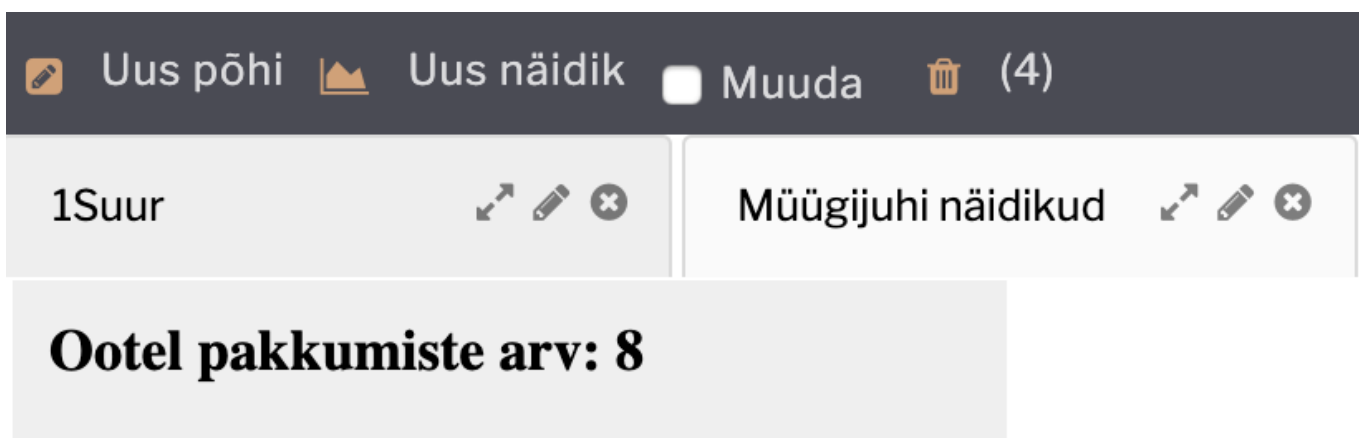 Uus põhi Uus näidik Muuda (4)
1Suur Müügijuhi näidikud
Ootel pakkumiste arv: 8